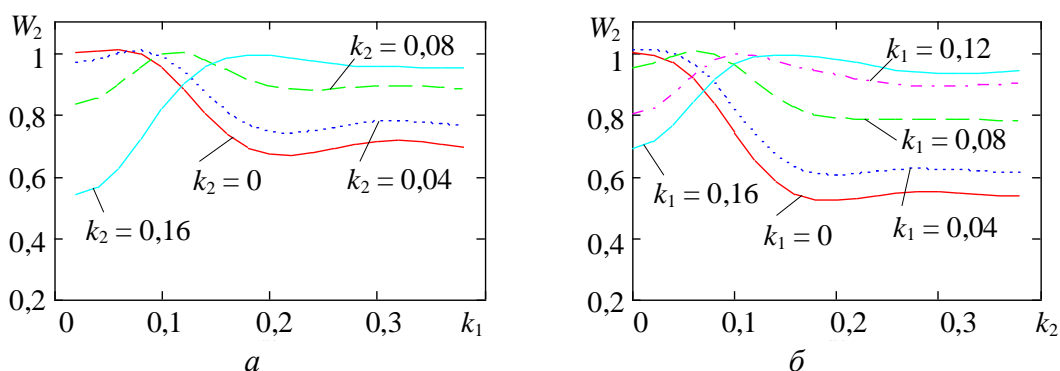 W₂
1
0,8
0,6
0,4
0,2
0
0,1
0,2
0,3
k₁
k₂ = 0,08
k₂ = 0
k₂ = 0,04
k₂ = 0,16
а
W₂
1
0,8
0,6
0,4
0,2
0
0,1
0,2
0,3
k₂
k₁ = 0,12
k₁ = 0,08
k₁ = 0,16
k₁ = 0
k₁ = 0,04
б